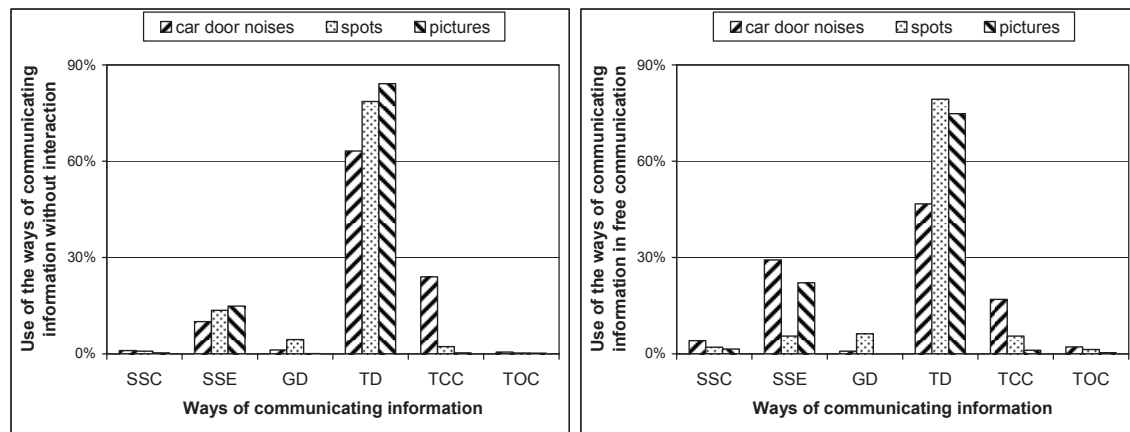 car door noises spots pictures
Use of the ways of communicating
information without interaction
90%
60%
30%
0%
SSC SSE GD TD TCC TOC
Ways of communicating information
car door noises spots pictures
Use of the ways of communicating
information in free communication
90%
60%
30%
0%
SSC SSE GD TD TCC TOC
Ways of communicating information